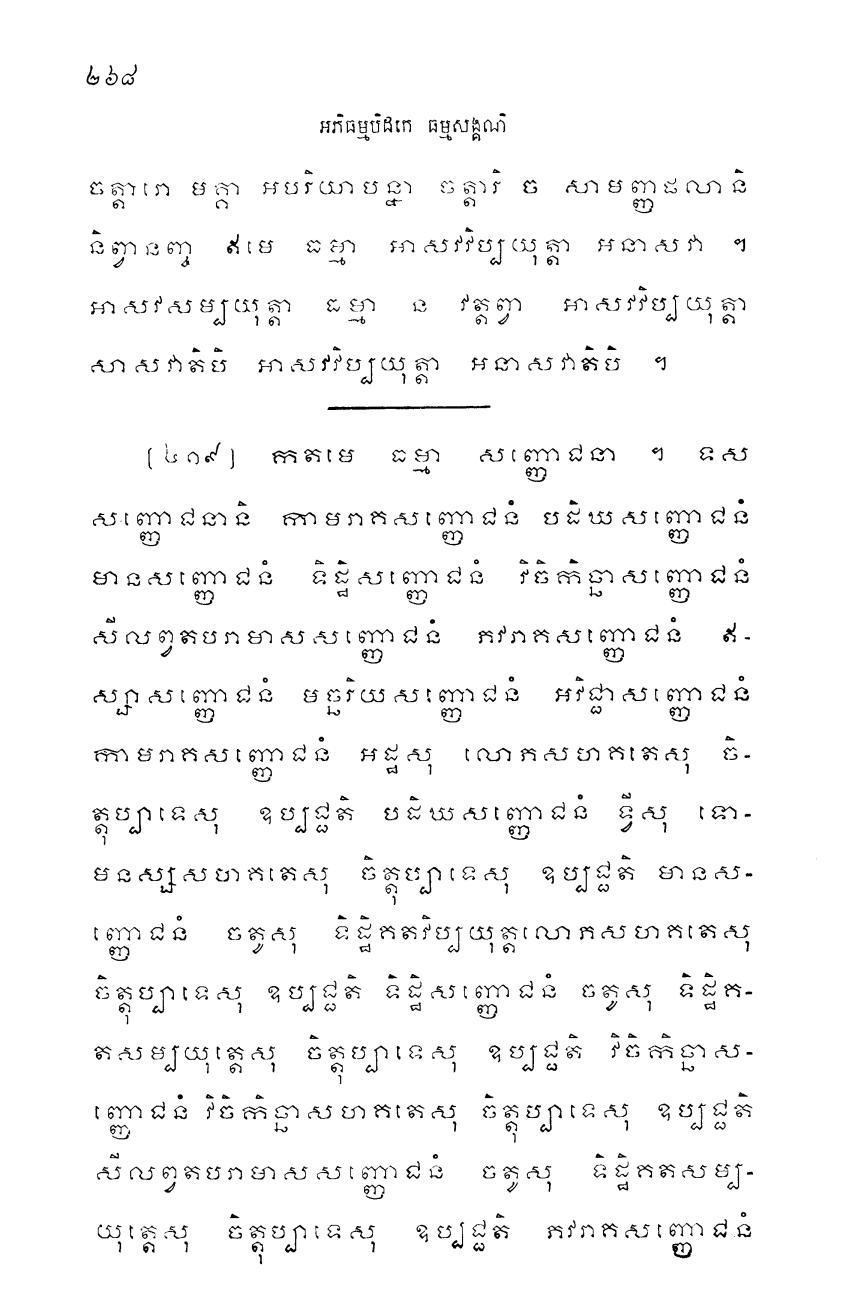 ២៦៨
អភិធម្មបិដកេ ធម្មសង្គណិ
ចត្តារោ មគ្គា អបរិយាបន្នា ចត្តារិ ច សាមញ្ញផលានិ
និព្វានញ្ច ឥមេ ធម្មា អាសវវិប្បយុត្តា អនាសវា ។
អាសវសម្បយុត្តា ធម្មា ន វត្តព្វា អាសវវិប្បយុត្តា
សាសវាតិបិ អាសវវិប្បយុត្តា អនាសវាតិបិ ។
[៤១៩] កតមេ ធម្មា សញ្ញោជនា ។ ទស
សញ្ញោជនានិ កាមរាគសញ្ញោជនំ បដិឃសញ្ញោជនំ
មានសញ្ញោជនំ ទិដ្ឋិសញ្ញោជនំ វិចិកិច្ឆាសញ្ញោជនំ
សីលព្វតបរាមាសសញ្ញោជនំ ភវរាគសញ្ញោជនំ ឥ-
ស្សាសញ្ញោជនំ មច្ឆរិយសញ្ញោជនំ អវិជ្ជាសញ្ញោជនំ
កាមរាគសញ្ញោជនំ អដ្ឋសុ លោភសហគតេសុ ចិ-
ត្តុប្បាទេសុ ឧប្បជ្ជតិ បដិឃសញ្ញោជនំ ទ្វីសុ ទោ-
មនស្សសហគតេសុ ចិត្តុប្បាទេសុ ឧប្បជ្ជតិ មានស-
ញ្ញោជនំ ចតូសុ ទិដ្ឋិគតវិប្បយុត្តលោភសហគតេសុ
ចិត្តុប្បាទេសុ ឧប្បជ្ជតិ ទិដ្ឋិសញ្ញោជនំ ចតូសុ ទិដ្ឋិគ-
តសម្បយុត្តេសុ ចិត្តុប្បាទេសុ ឧប្បជ្ជតិ វិចិកិច្ឆាស-
ញ្ញោជនំ វិចិកិច្ឆាសហគតេសុ ចិត្តុប្បាទេសុ ឧប្បជ្ជតិ
សីលព្វតបរាមាសសញ្ញោជនំ ចតូសុ ទិដ្ឋិគតសម្ប-
យុត្តេសុ ចិត្តុប្បាទេសុ ឧប្បជ្ជតិ ភវរាគសញ្ញោជនំ